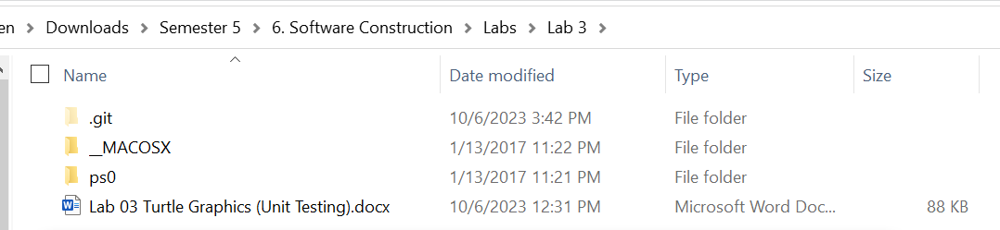 en > Downloads > Semester 5 > 6. Software Construction > Labs > Lab 3 >
Name Date modified Type Size
.git 10/6/2023 3:42 PM File folder
__MACOSX 1/13/2017 11:22 PM File folder
ps0 1/13/2017 11:21 PM File folder
Lab 03 Turtle Graphics (Unit Testing).docx 10/6/2023 12:31 PM Microsoft Word Doc... 88 KB